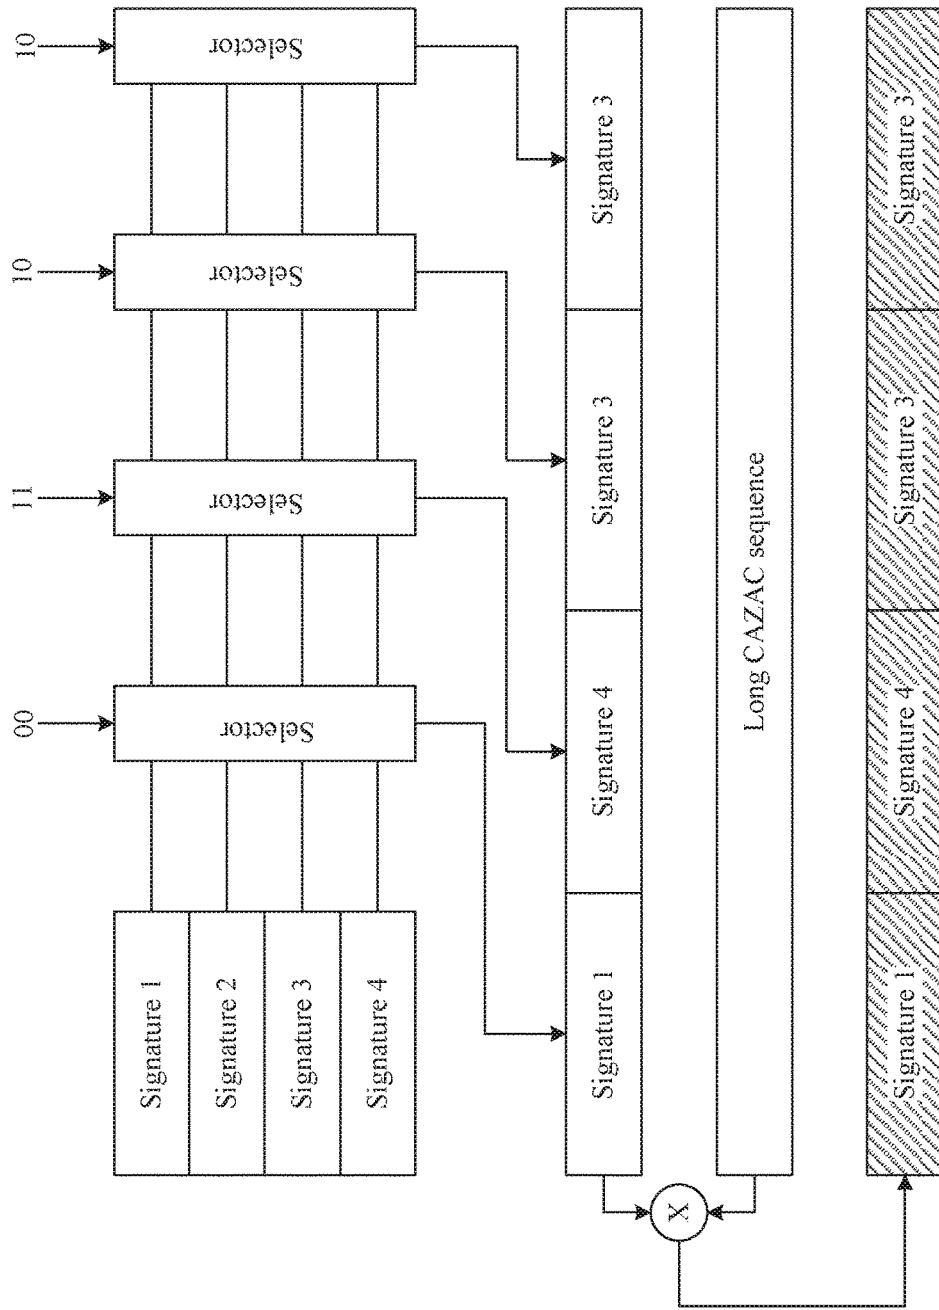 00
11
10
10
Signature 1
Signature 2
Signature 3
Signature 4
Selector
Selector
Selector
Selector
Signature 1
Signature 4
Signature 3
Signature 3
X
Long CAZAC sequence
Signature 1
Signature 4
Signature 3
Signature 3